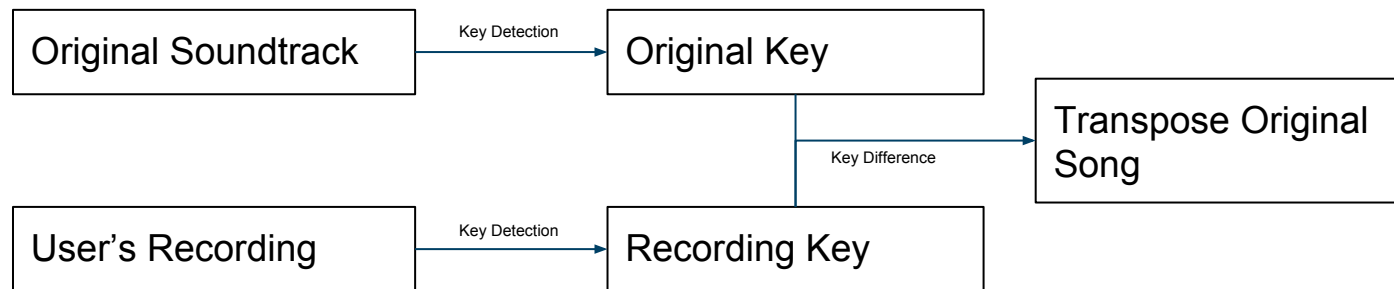 Original Soundtrack
Key Detection
Original Key
Transpose Original
Song
Key Difference
User’s Recording
Key Detection
Recording Key